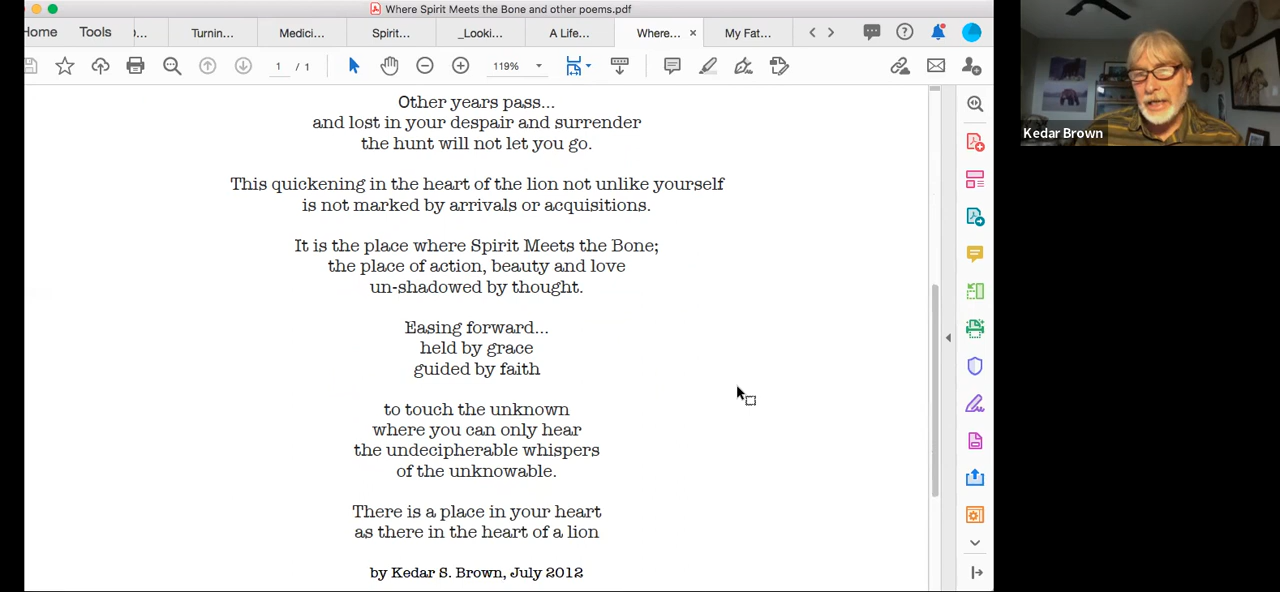 Where Spirit Meets the Bone and other poems.pdf
Home
Tools
...
Turnin...
Medici...
Spirit...
_Looki...
A Life...
Where...
My Fat...
1 / 1
119%
Other years pass...
and lost in your despair and surrender
the hunt will not let you go.
This quickening in the heart of the lion not unlike yourself
is not marked by arrivals or acquisitions.
It is the place where Spirit Meets the Bone;
the place of action, beauty and love
un-shadowed by thought.
Easing forward...
held by grace
guided by faith
to touch the unknown
where you can only hear
the undecipherable whispers
of the unknowable.
There is a place in your heart
as there in the heart of a lion
by Kedar S. Brown, July 2012
Kedar Brown